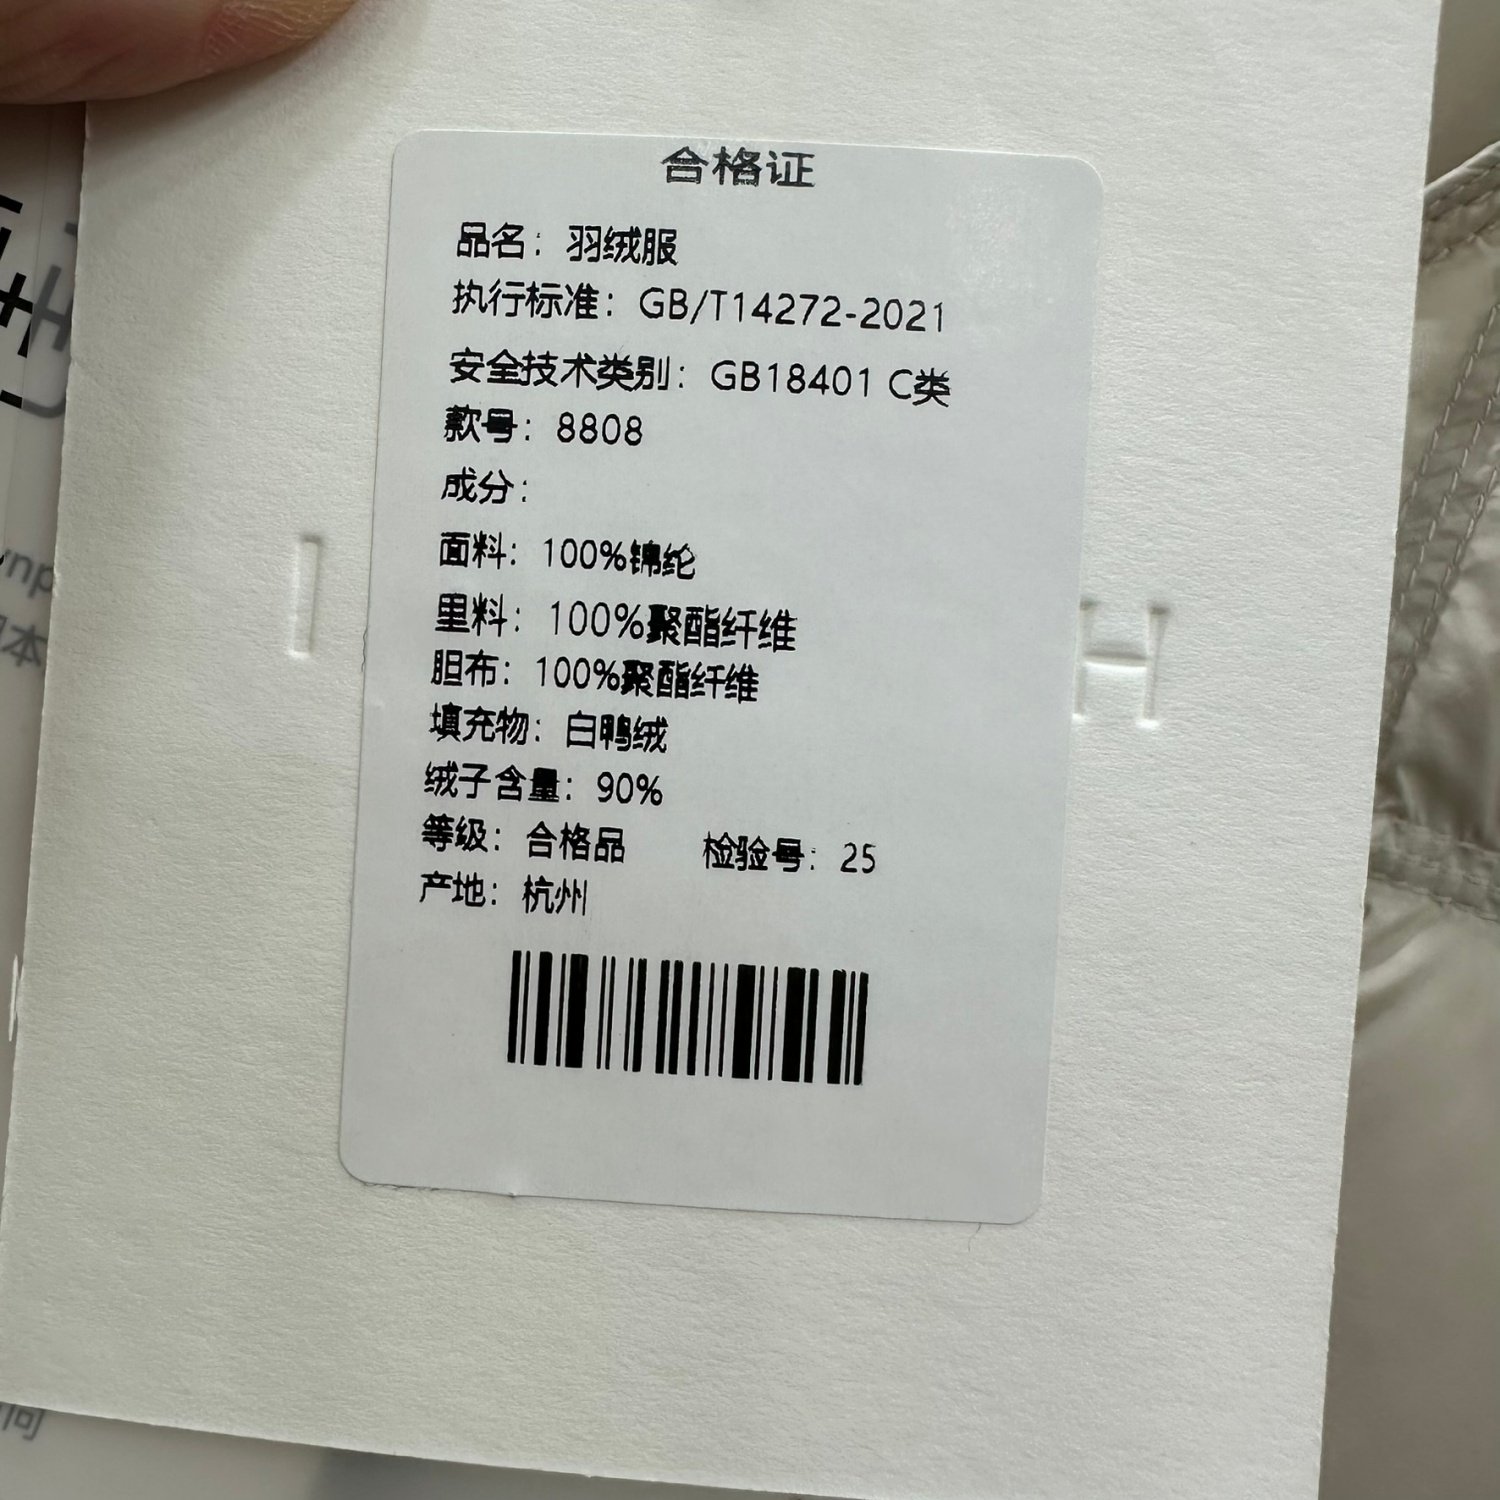 合格证
品名：羽绒服
执行标准：GB/T14272-2021
安全技术类别：GB18401 C类
款号：8808
成分：
面料：100%锦纶
里料：100%聚酯纤维
胆布：100%聚酯纤维
填充物：白鸭绒
绒子含量：90%
等级：合格品 检验号：25
产地：杭州